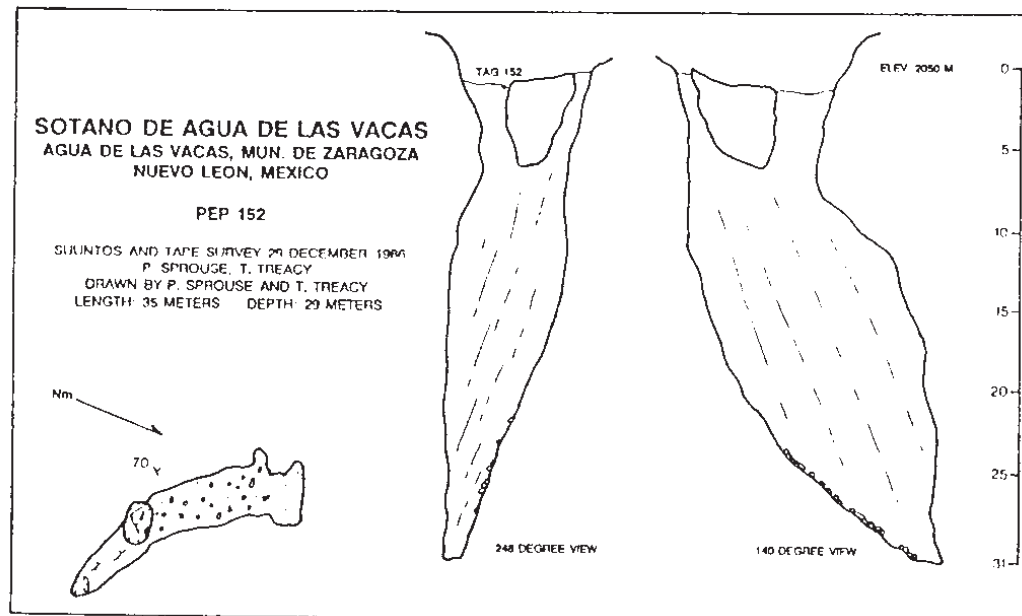 SOTANO DE AGUA DE LAS VACAS
AGUA DE LAS VACAS, MUN. DE ZARAGOZA
NUEVO LEON, MEXICO
PEP 152
SUUNTOS AND TAPE SURVEY 29 DECEMBER 1986
P. SPROUSE, T. TREACY
DRAWN BY P. SPROUSE AND T. TREACY
LENGTH: 35 METERS DEPTH: 29 METERS
Nm
70
TAG 152
248 DEGREE VIEW
140 DEGREE VIEW
ELEV. 2050 M
0
5
10
15
20
25
31